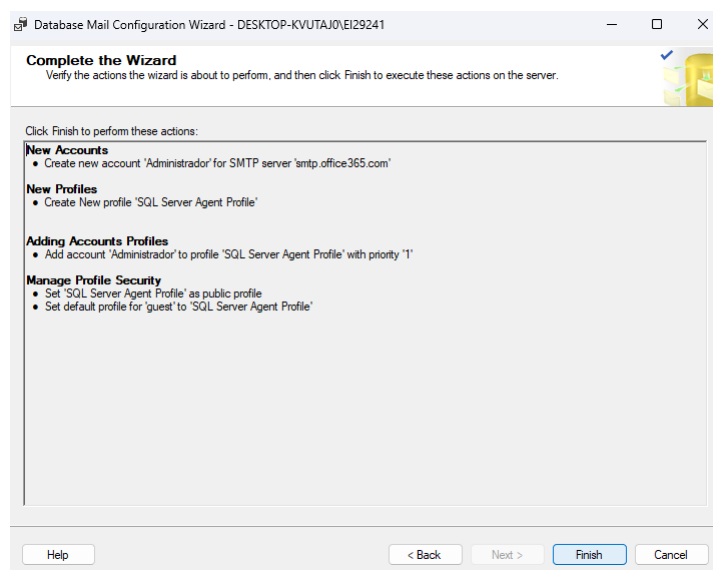 Database Mail Configuration Wizard - DESKTOP-KVUTAJ0\EI29241
Complete the Wizard
Verify the actions the wizard is about to perform, and then click Finish to execute these actions on the server.
Click Finish to perform these actions:
New Accounts
• Create new account 'Administrador' for SMTP server 'smtp.office365.com'
New Profiles
• Create New profile 'SQL Server Agent Profile'
Adding Accounts Profiles
• Add account 'Administrador' to profile 'SQL Server Agent Profile' with priority '1'
Manage Profile Security
• Set 'SQL Server Agent Profile' as public profile
• Set default profile for 'guest' to 'SQL Server Agent Profile'
Help
< Back
Next >
Finish
Cancel